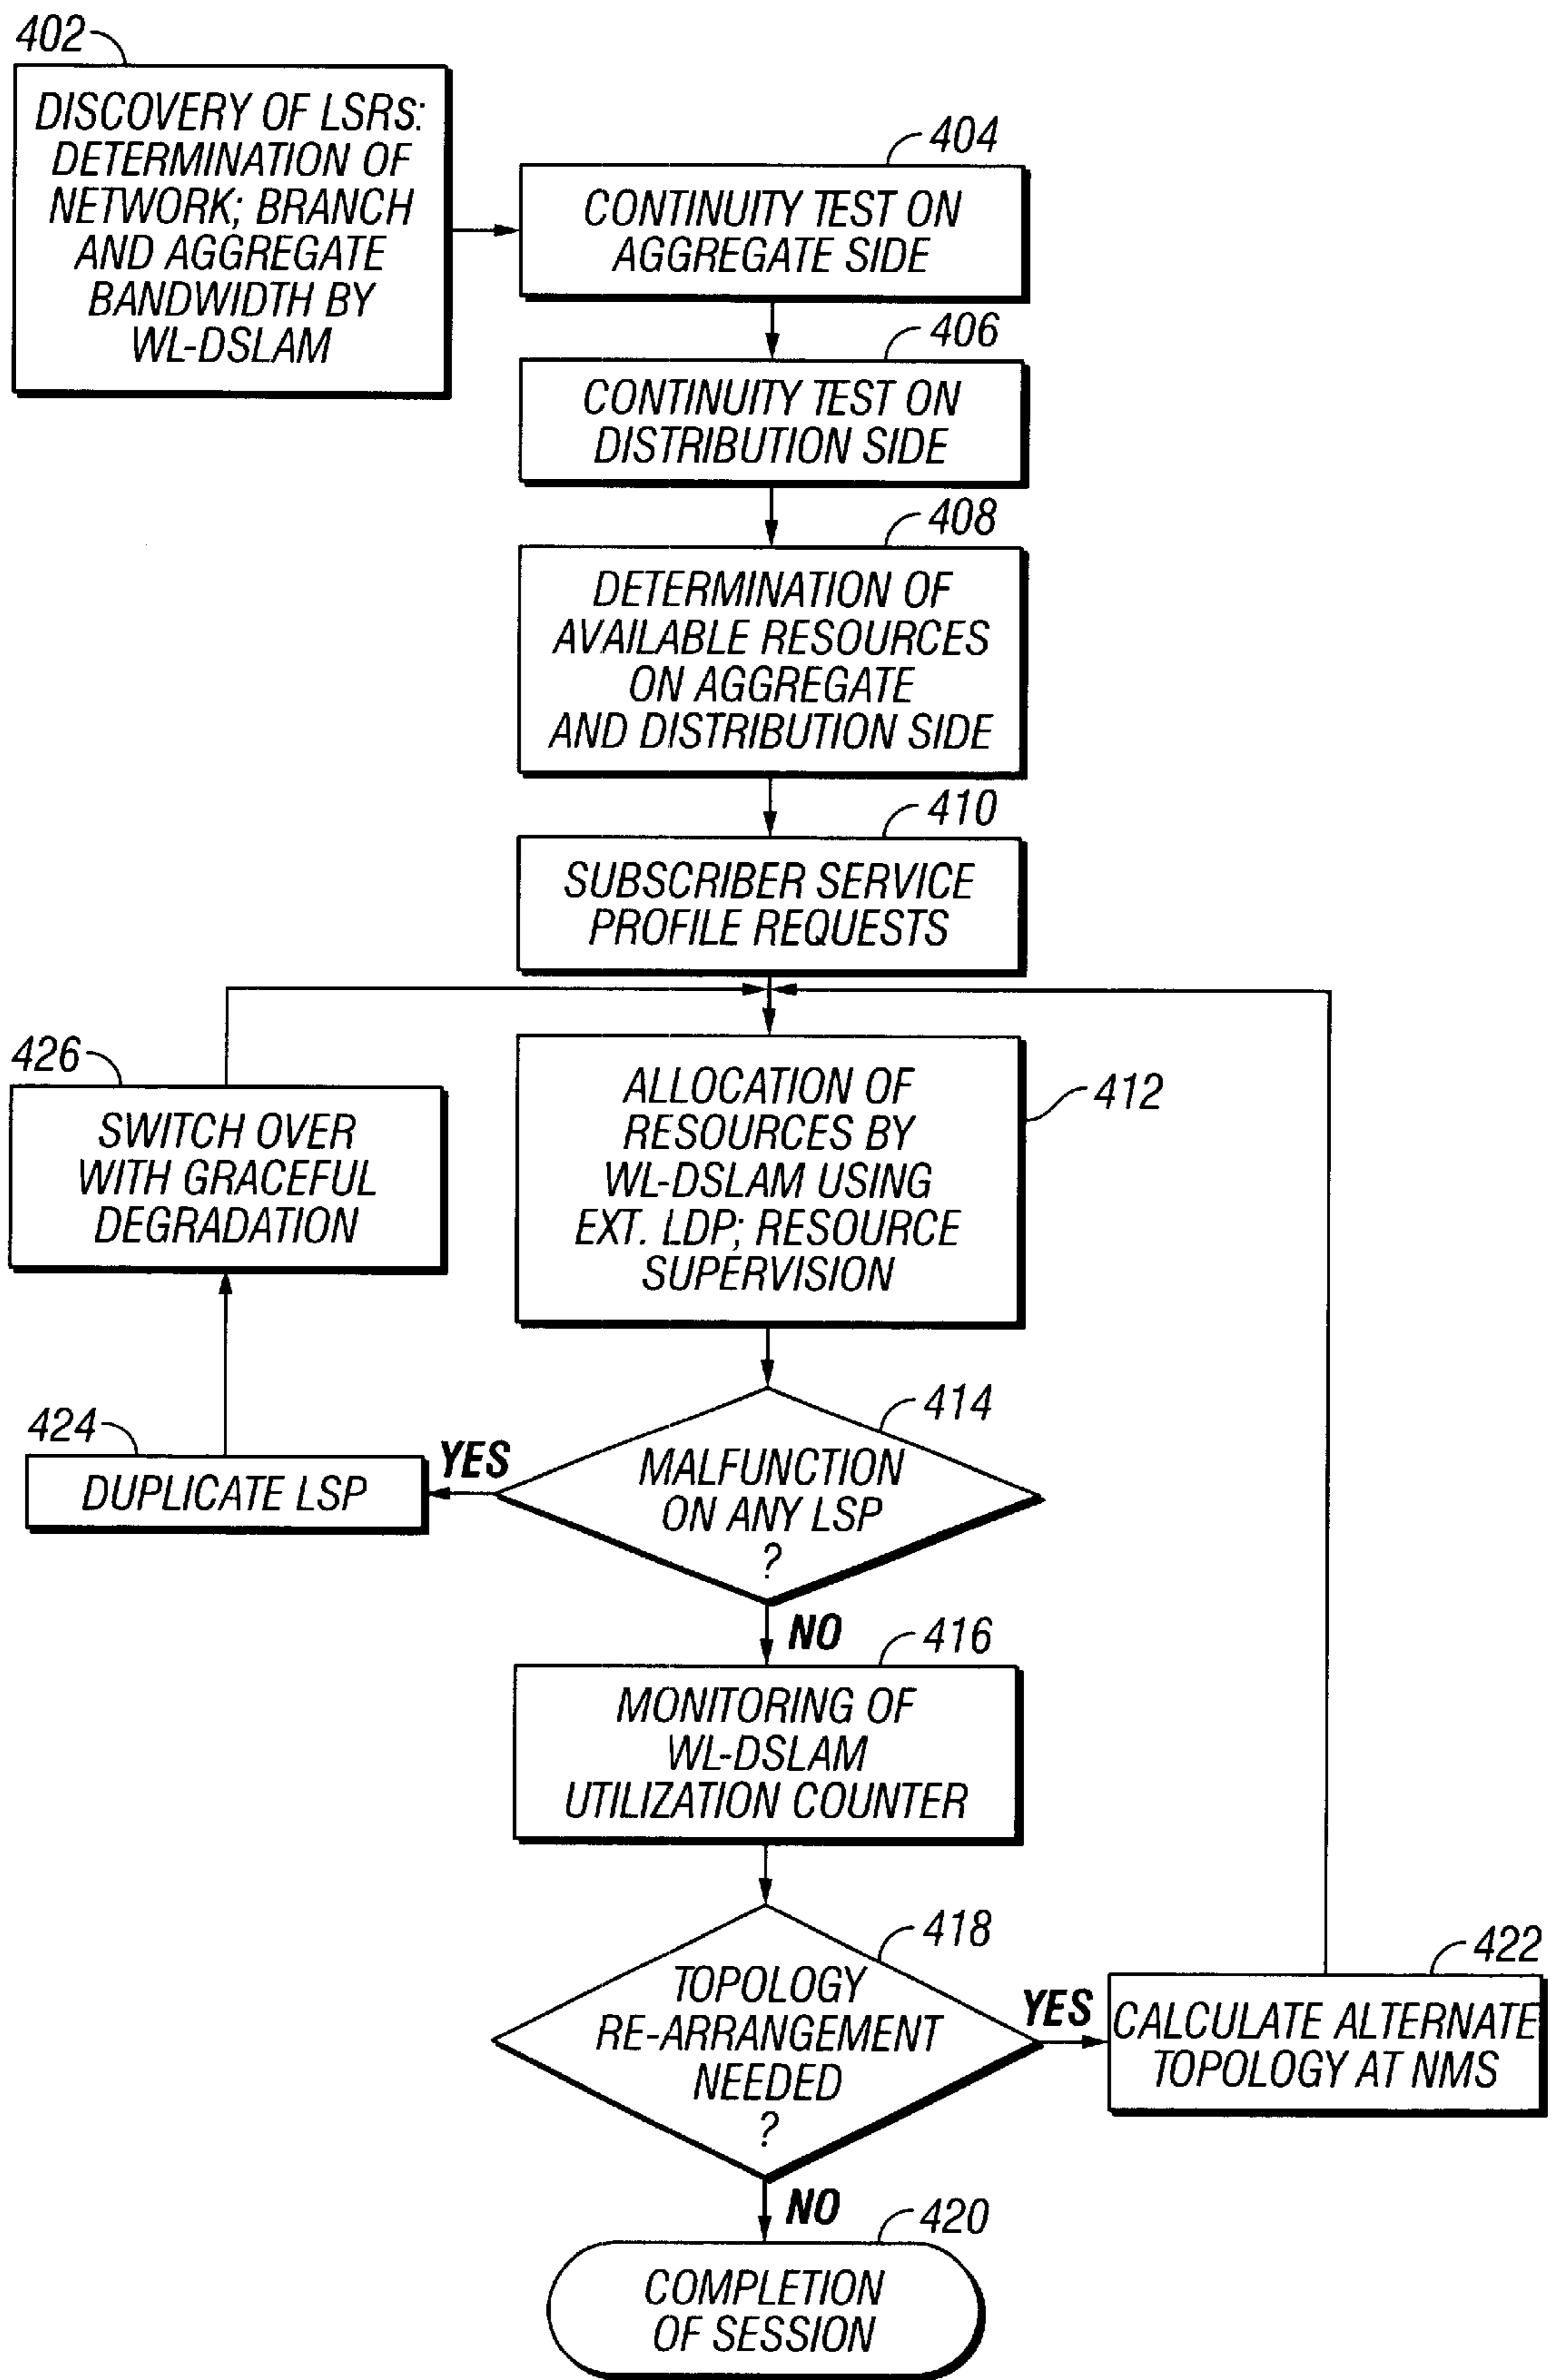 402
DISCOVERY OF LSRS:
DETERMINATION OF
NETWORK; BRANCH
AND AGGREGATE
BANDWIDTH BY
WL-DSLAM
404
CONTINUITY TEST ON
AGGREGATE SIDE
406
CONTINUITY TEST ON
DISTRIBUTION SIDE
408
DETERMINATION OF
AVAILABLE RESOURCES
ON AGGREGATE
AND DISTRIBUTION SIDE
410
SUBSCRIBER SERVICE
PROFILE REQUESTS
426
SWITCH OVER
WITH GRACEFUL
DEGRADATION
412
ALLOCATION OF
RESOURCES BY
WL-DSLAM USING
EXT. LDP; RESOURCE
SUPERVISION
424
DUPLICATE LSP
YES
414
MALFUNCTION
ON ANY LSP
?
NO
416
MONITORING OF
WL-DSLAM
UTILIZATION COUNTER
418
TOPOLOGY
RE-ARRANGEMENT
NEEDED
?
YES
422
CALCULATE ALTERNATE
TOPOLOGY AT NMS
NO
420
COMPLETION
OF SESSION